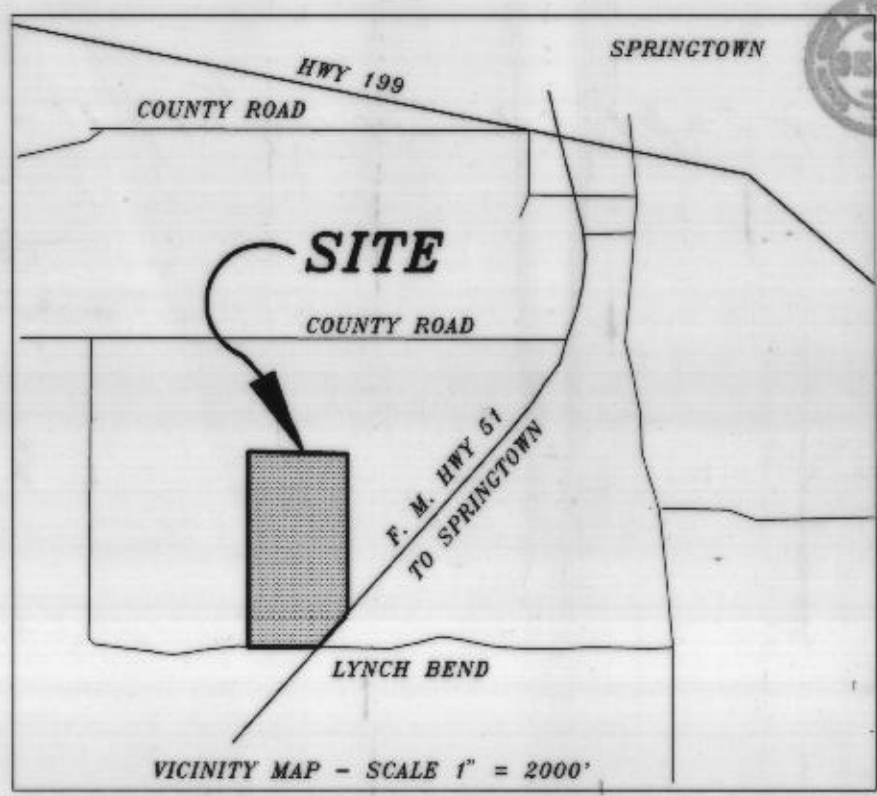 SPRINGTOWN
HWY 199
COUNTY ROAD
SITE
COUNTY ROAD
F. M. HWY 51
TO SPRINGTOWN
LYNCH BEND
VICINITY MAP - SCALE 1" = 2000'